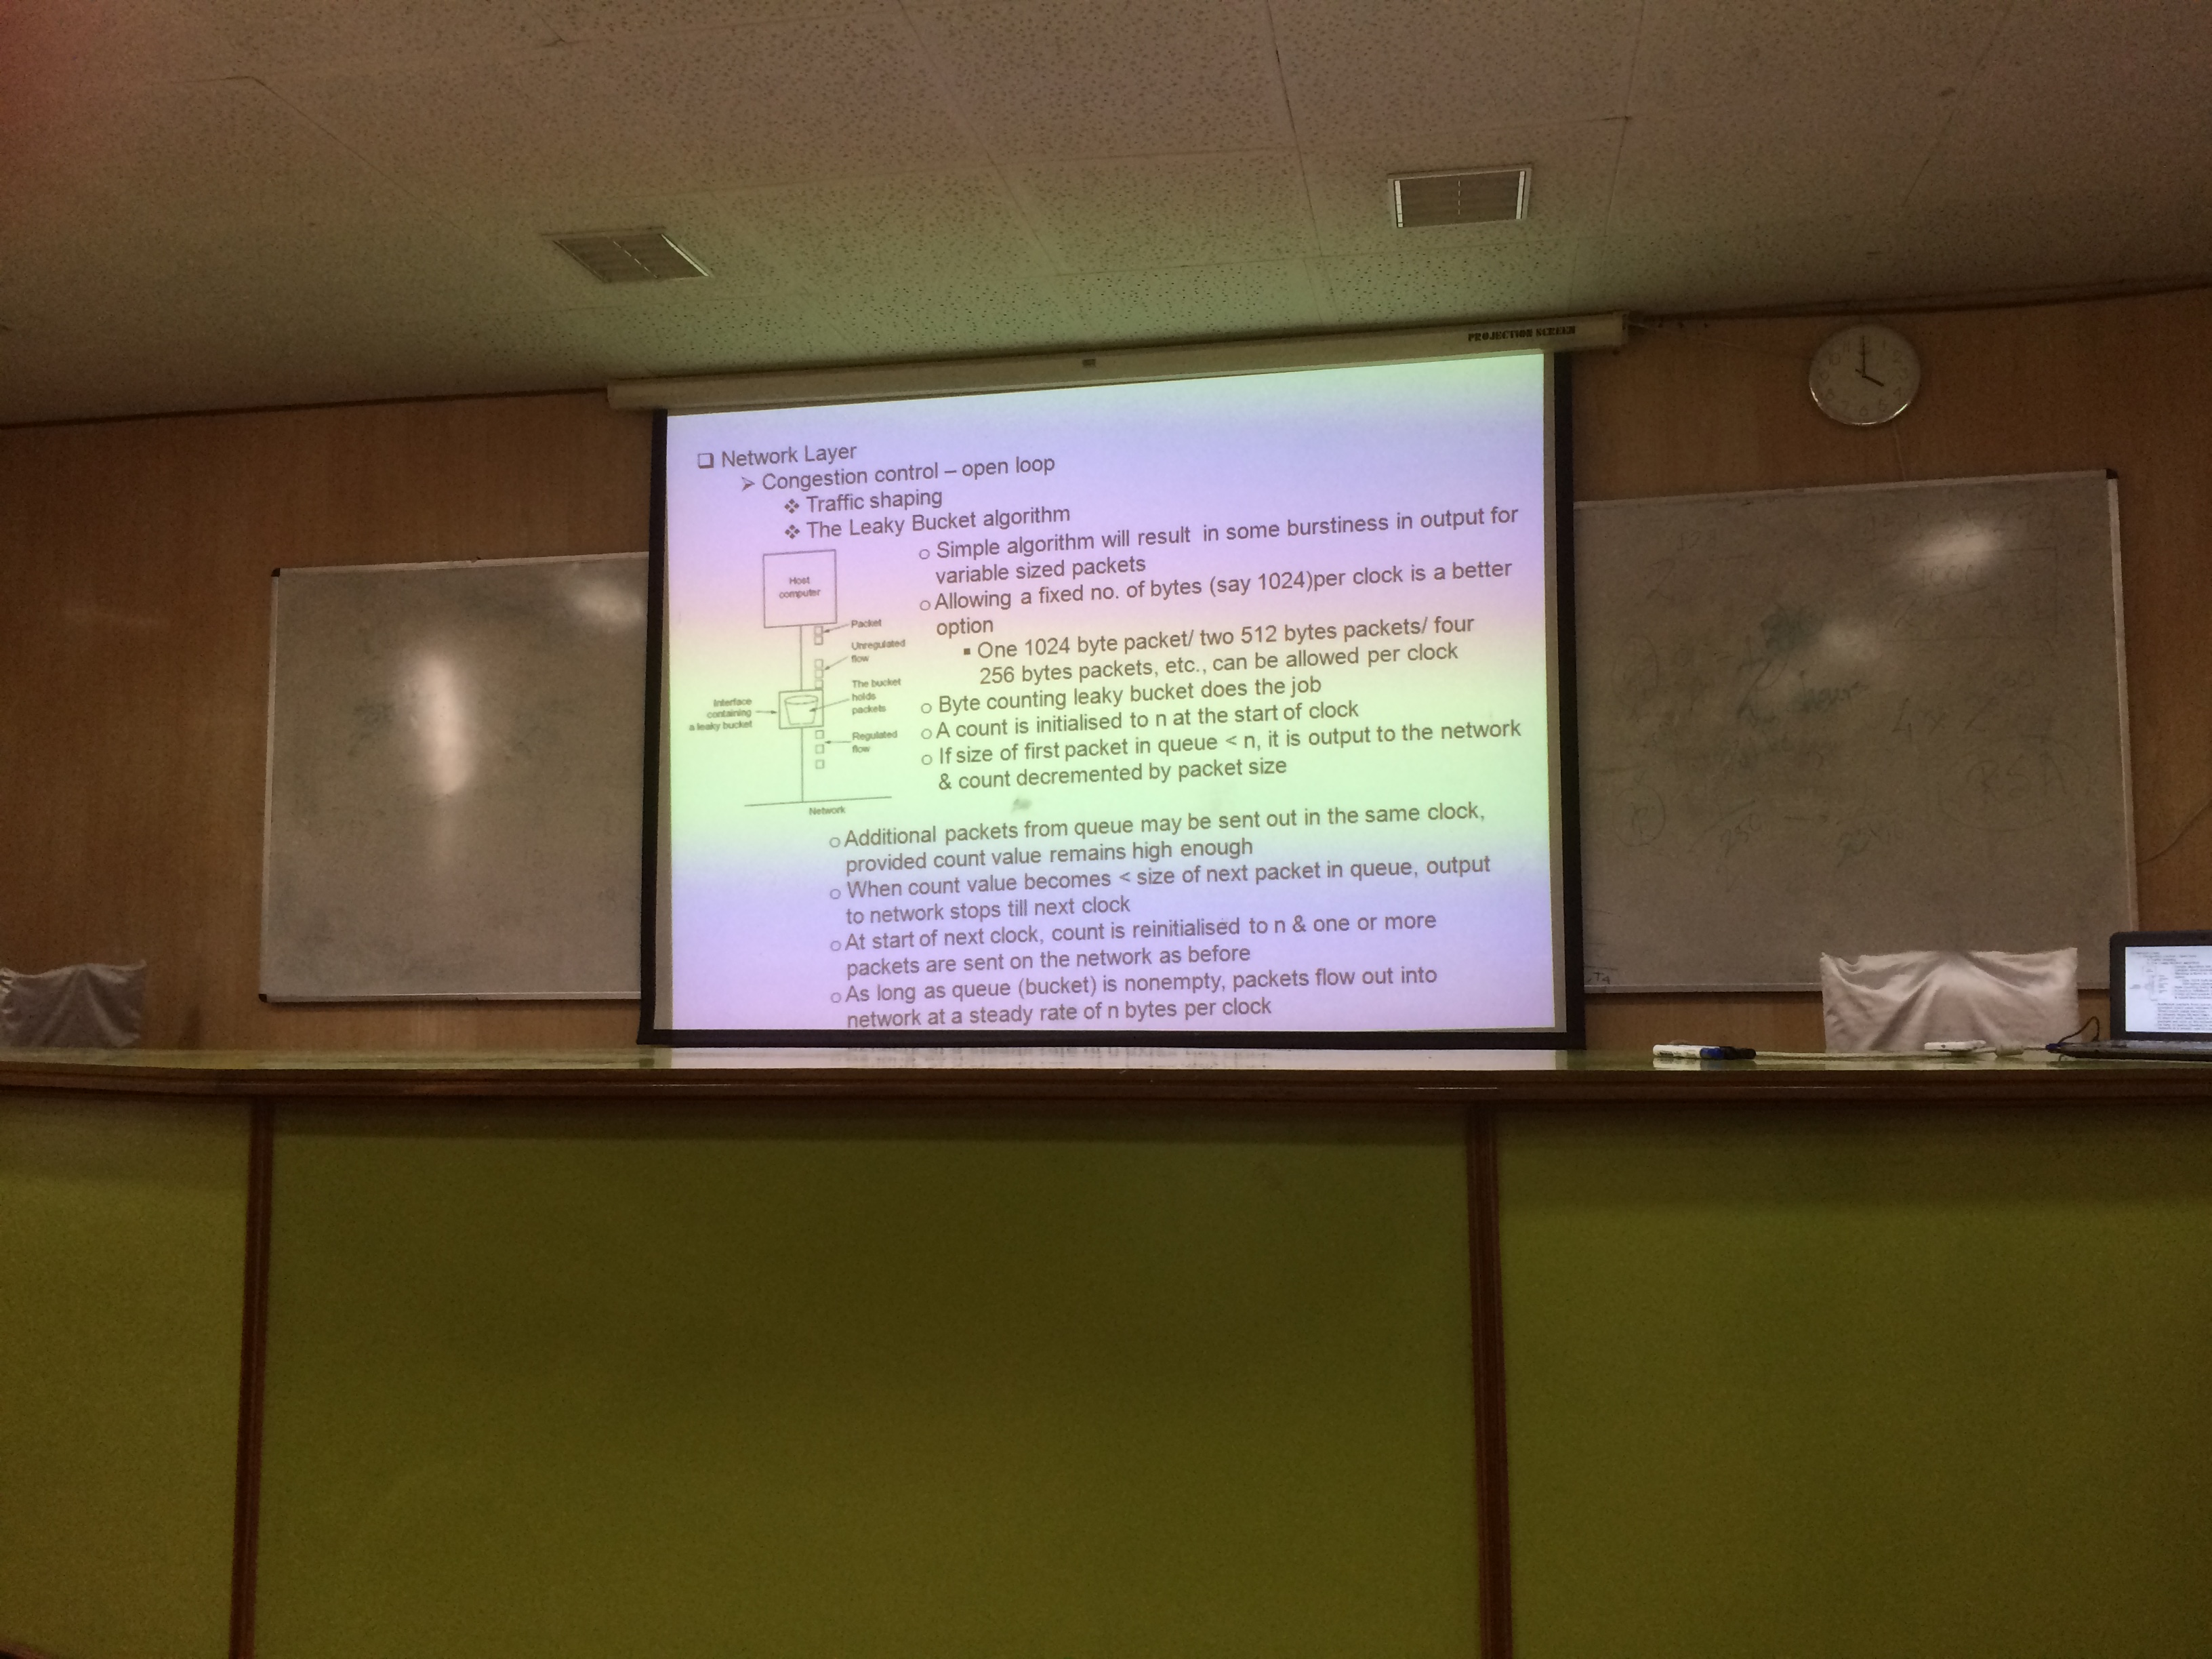 PROJECTION SCREEN
❑ Network Layer
➢ Congestion control – open loop
❖ Traffic shaping
❖ The Leaky Bucket algorithm
o Simple algorithm will result in some burstiness in output for
variable sized packets
o Allowing a fixed no. of bytes (say 1024)per clock is a better
option
▪ One 1024 byte packet/ two 512 bytes packets/ four
256 bytes packets, etc., can be allowed per clock
o Byte counting leaky bucket does the job
o A count is initialised to n at the start of clock
o If size of first packet in queue < n, it is output to the network
& count decremented by packet size
Host
computer
Packet
Unregulated
flow
The bucket
holds
packets
Interface
containing
a leaky bucket
Regulated
flow
Network
o Additional packets from queue may be sent out in the same clock,
provided count value remains high enough
o When count value becomes < size of next packet in queue, output
to network stops till next clock
o At start of next clock, count is reinitialised to n & one or more
packets are sent on the network as before
o As long as queue (bucket) is nonempty, packets flow out into
network at a steady rate of n bytes per clock